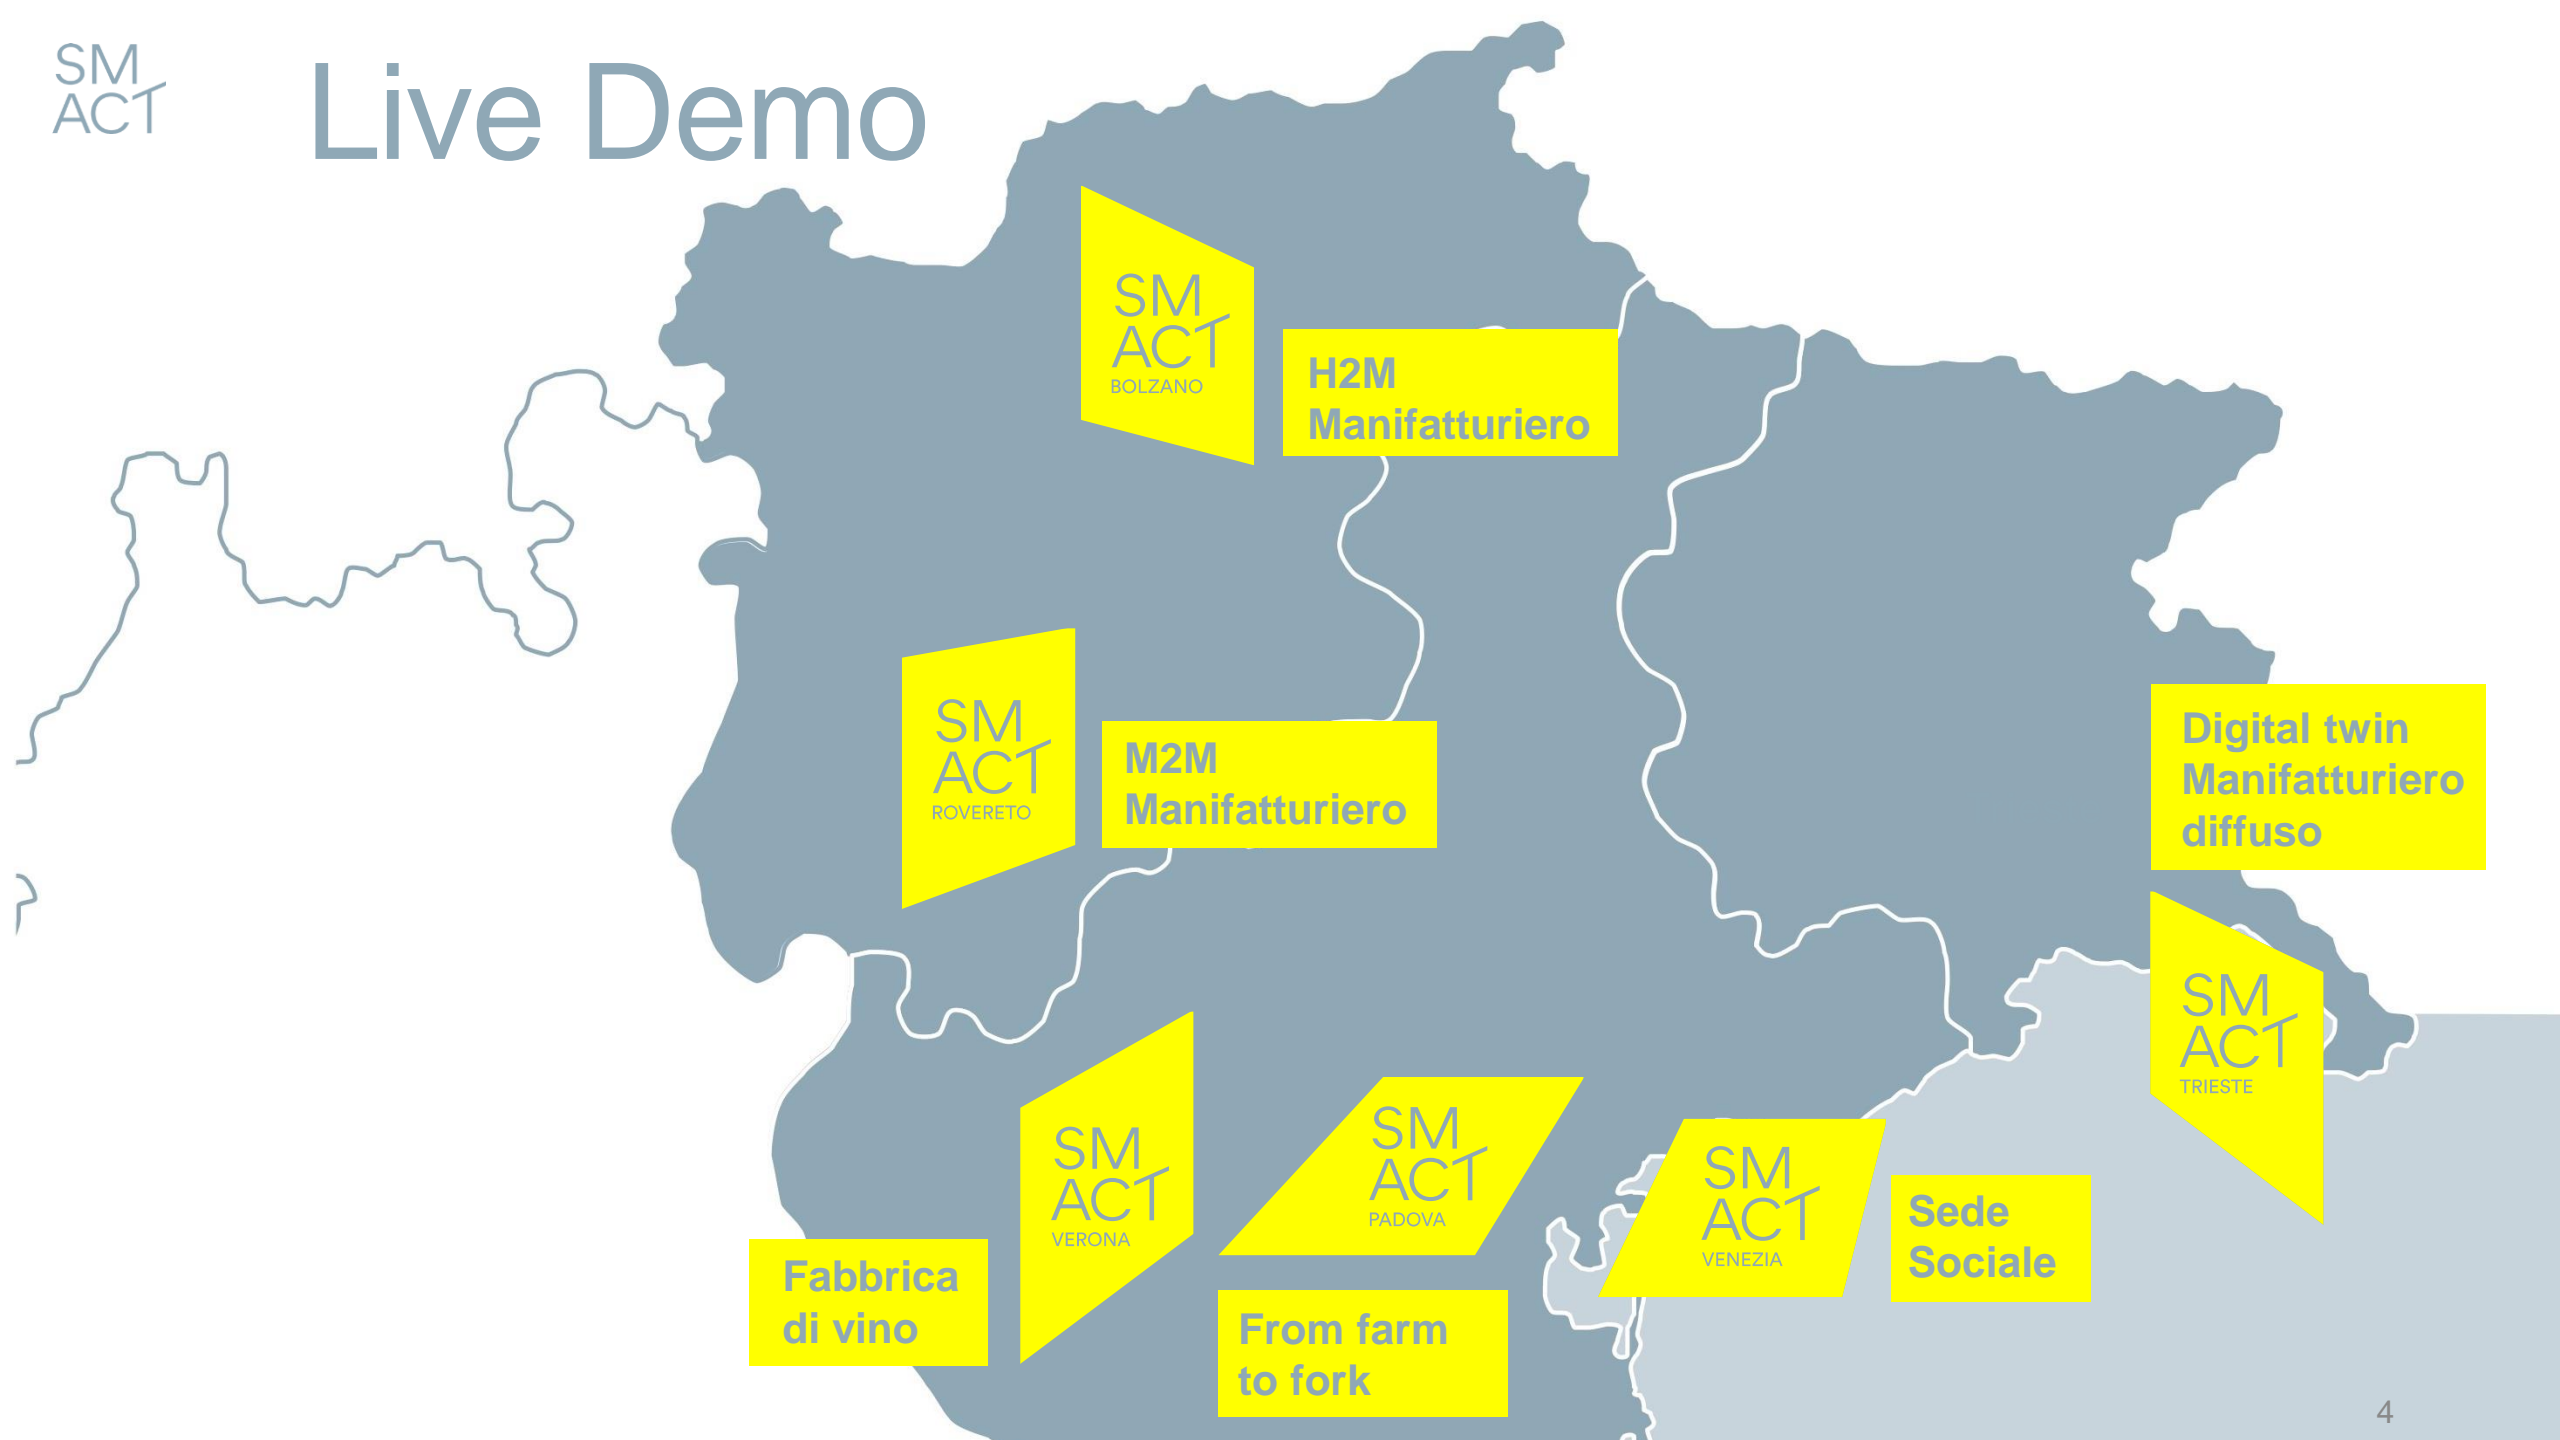 SM
ACT
Live Demo
SM
ACT
BOLZANO
H2M
Manifatturiero
SM
ACT
ROVERETO
M2M
Manifatturiero
Digital twin
Manifatturiero
diffuso
SM
ACT
TRIESTE
SM
ACT
VERONA
Fabbrica
di vino
SM
ACT
PADOVA
From farm
to fork
SM
ACT
VENEZIA
Sede
Sociale
4